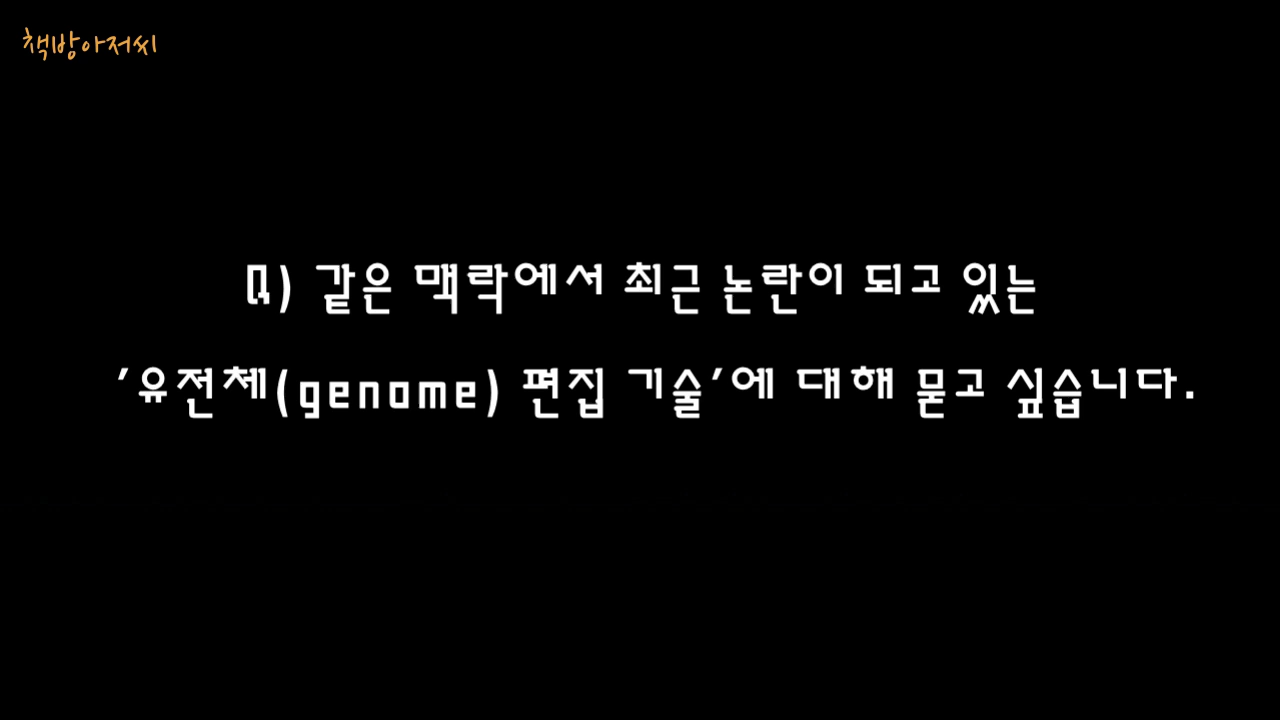 책방아저씨
Q) 같은 맥락에서 최근 논란이 되고 있는
'유전체(genome) 편집 기술'에 대해 묻고 싶습니다.